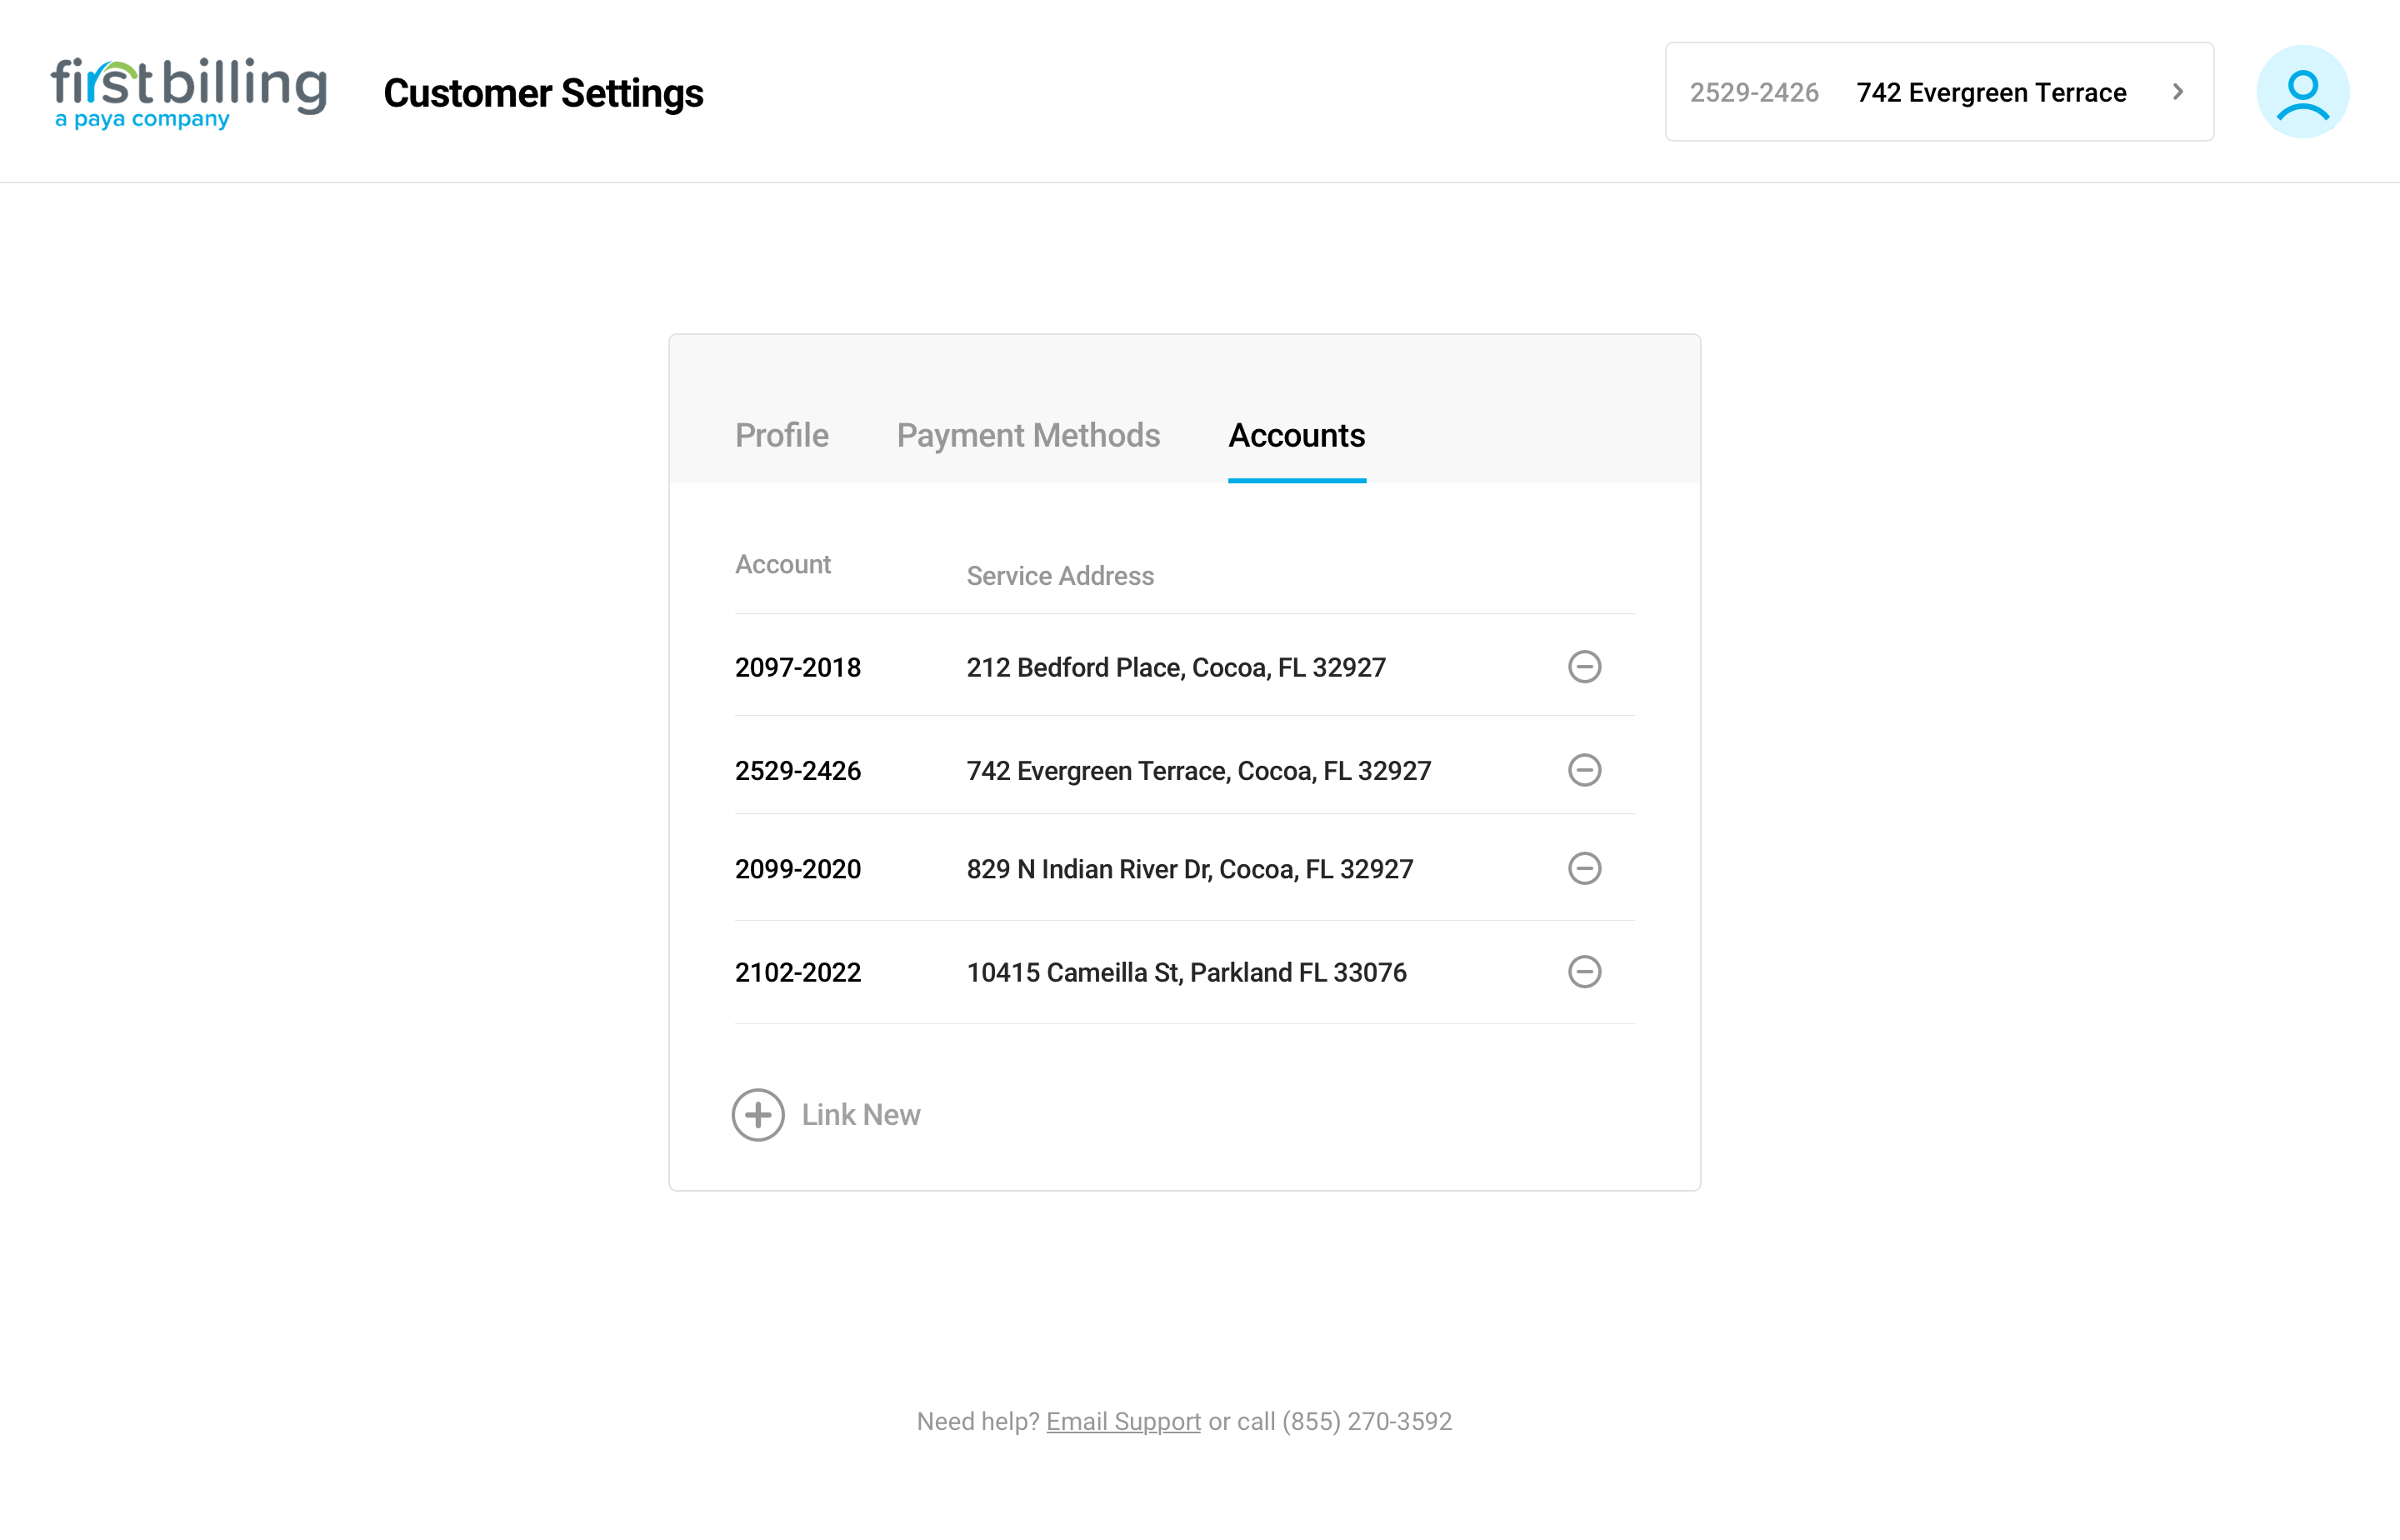 firstbilling
a paya company
Customer Settings
2529-2426 742 Evergreen Terrace
Profile Payment Methods Accounts
Account Service Address
2097-2018 212 Bedford Place, Cocoa, FL 32927
2529-2426 742 Evergreen Terrace, Cocoa, FL 32927
2099-2020 829 N Indian River Dr, Cocoa, FL 32927
2102-2022 10415 Cameilla St, Parkland FL 33076
Link New
Need help? Email Support or call (855) 270-3592